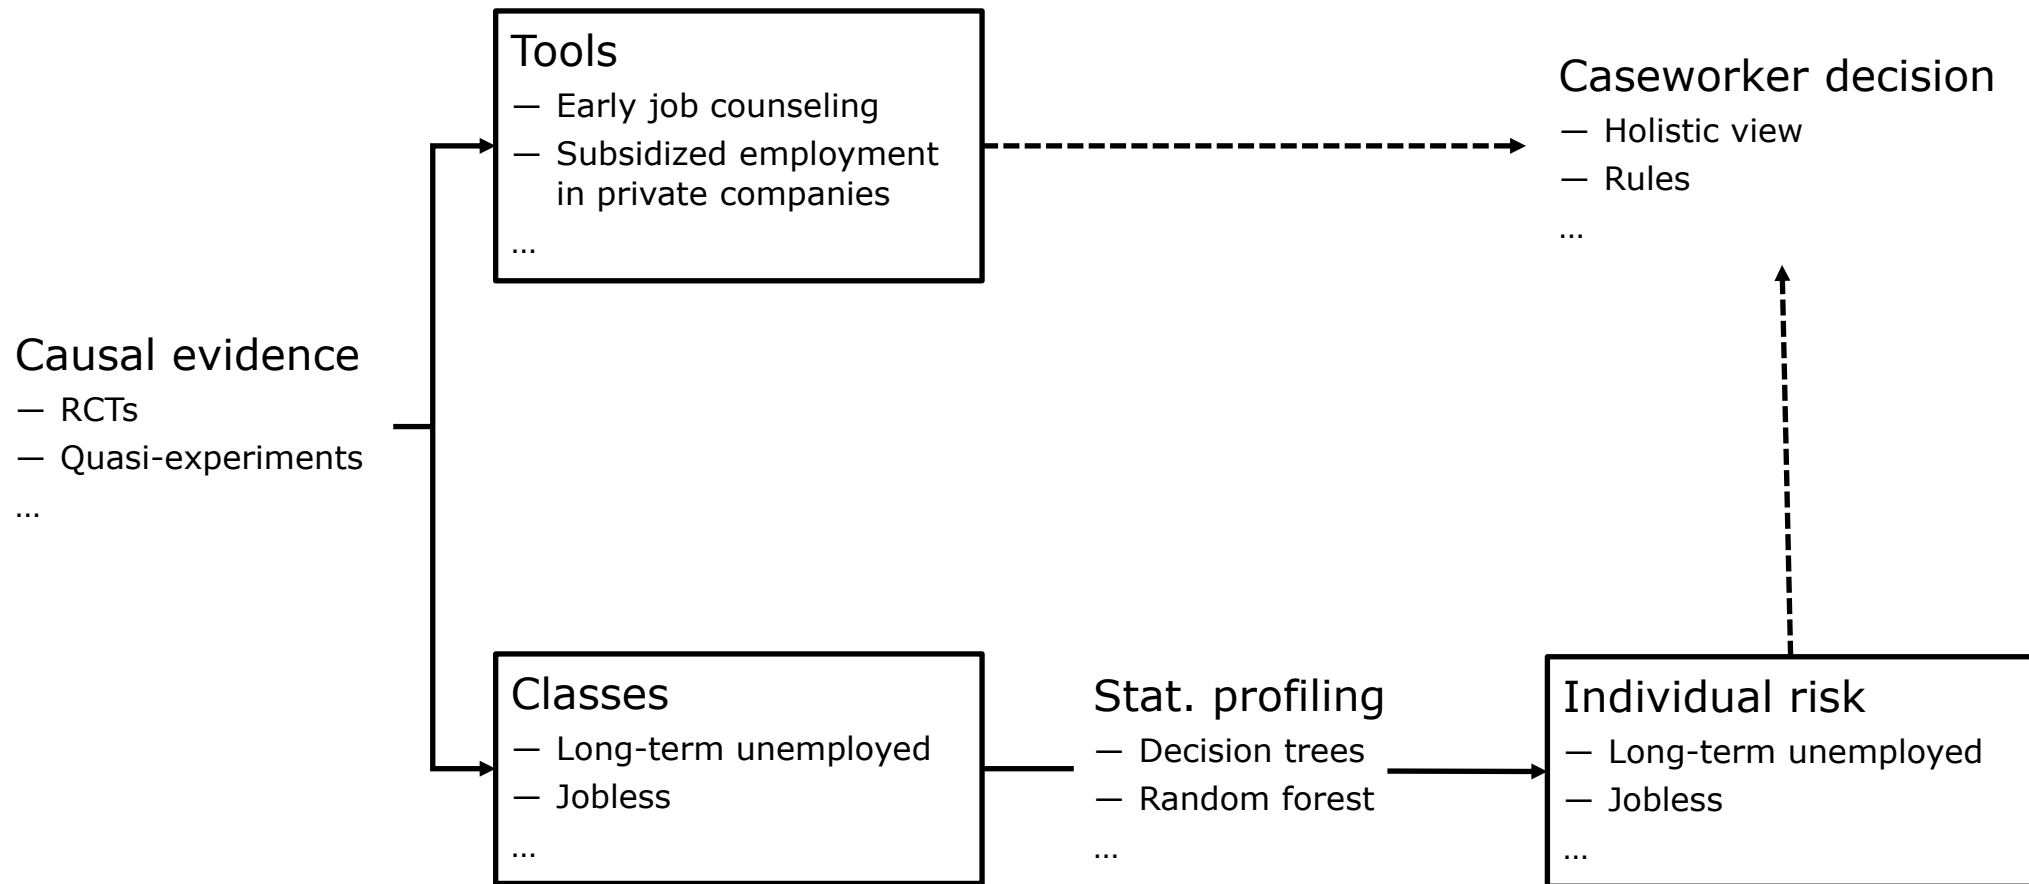 Tools
— Early job counseling
— Subsidized employment
in private companies
...
Caseworker decision
— Holistic view
— Rules
...
Causal evidence
— RCTs
— Quasi-experiments
...
Classes
— Long-term unemployed
— Jobless
...
Stat. profiling
— Decision trees
— Random forest
...
Individual risk
— Long-term unemployed
— Jobless
...